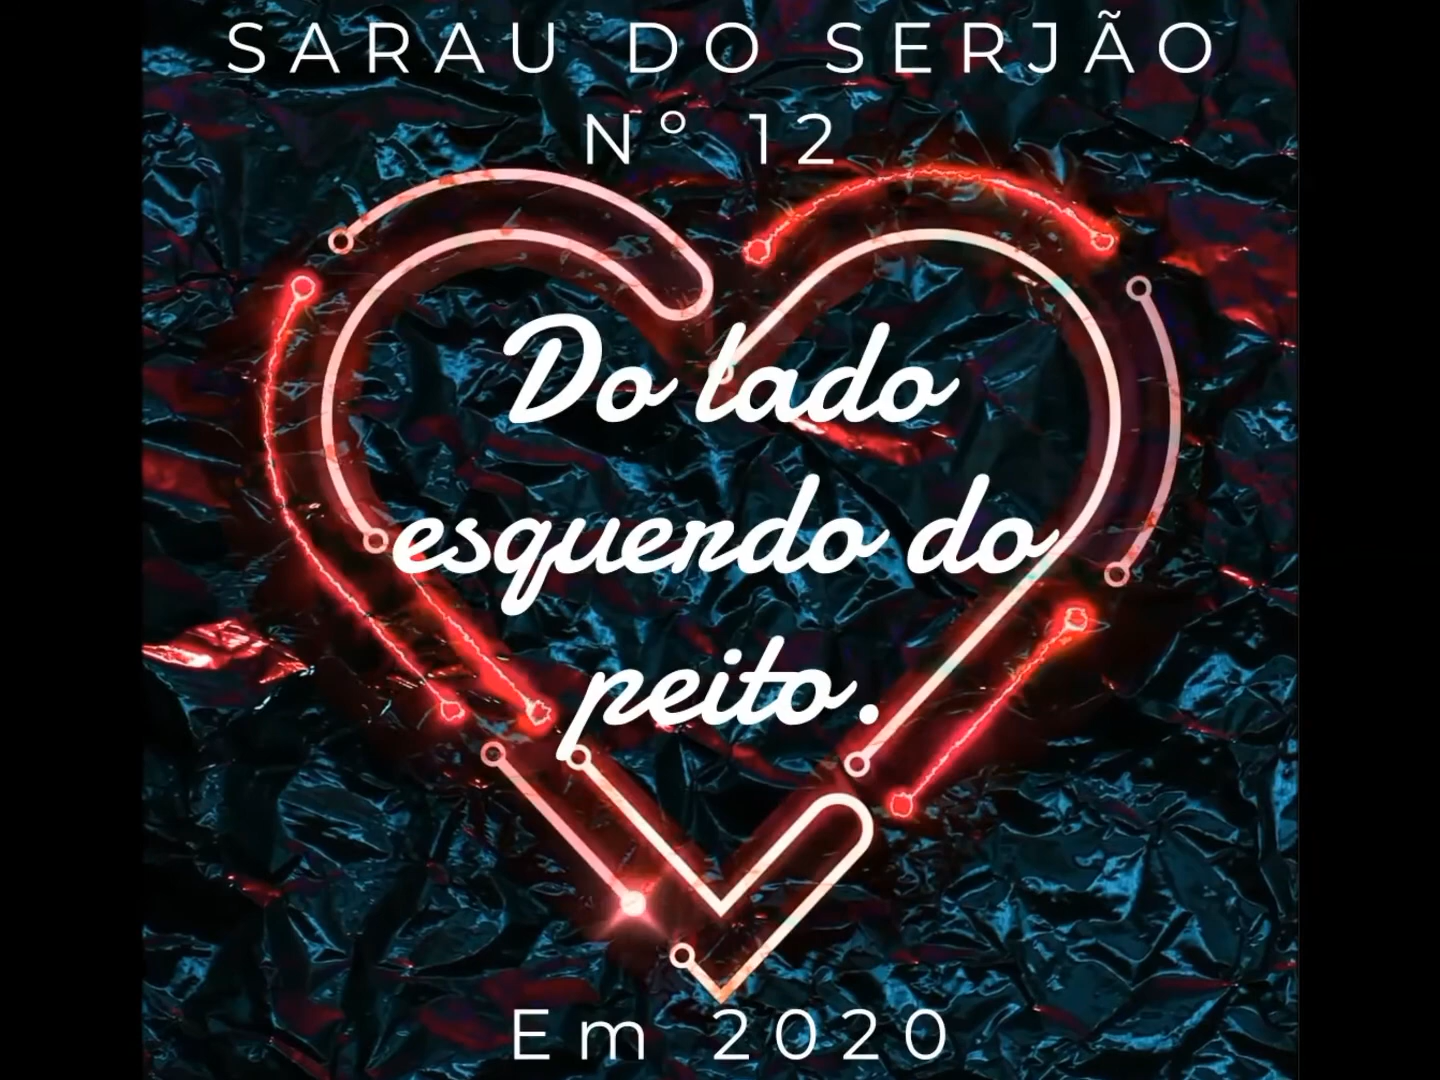 SARAU DO SERJÃO
Nº 12
Do lado
esquerdo do
peito.
Em 2020